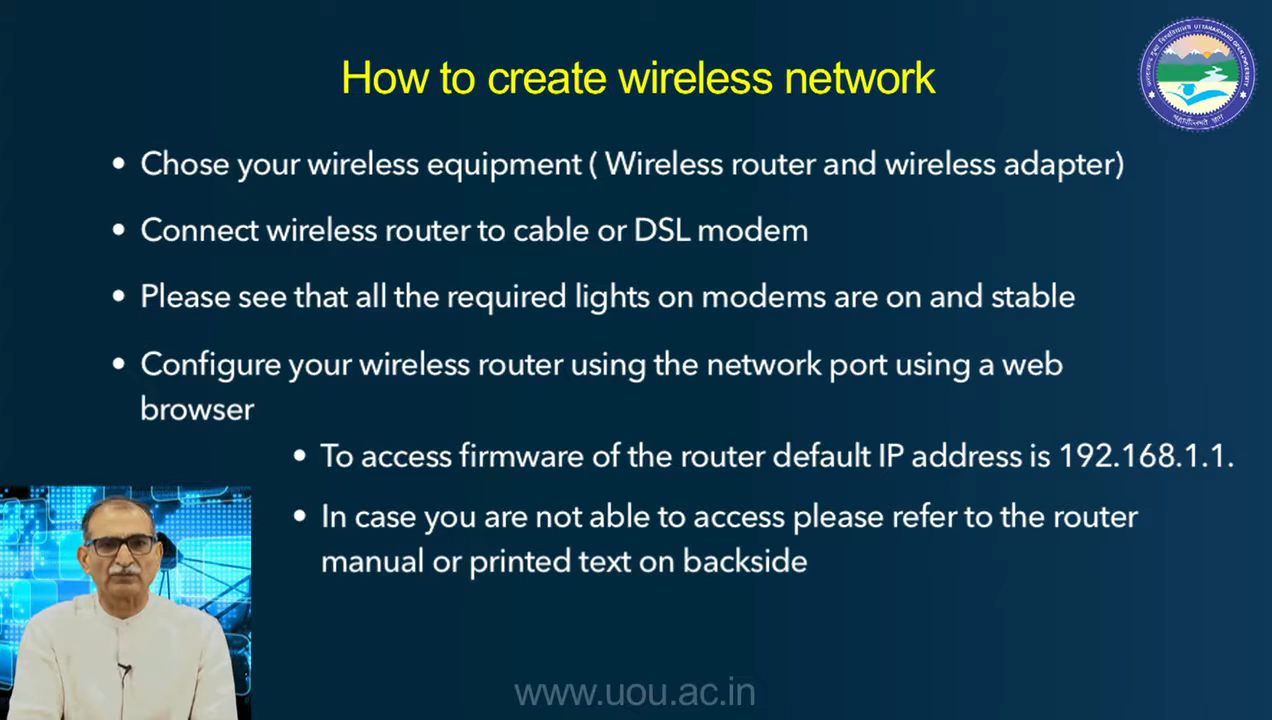 How to create wireless network
• Chose your wireless equipment ( Wireless router and wireless adapter)
• Connect wireless router to cable or DSL modem
• Please see that all the required lights on modems are on and stable
• Configure your wireless router using the network port using a web
browser
• To access firmware of the router default IP address is 192.168.1.1.
• In case you are not able to access please refer to the router
manual or printed text on backside
www.uou.ac.in
UTTARAKHAND OPEN UNIVERSITY